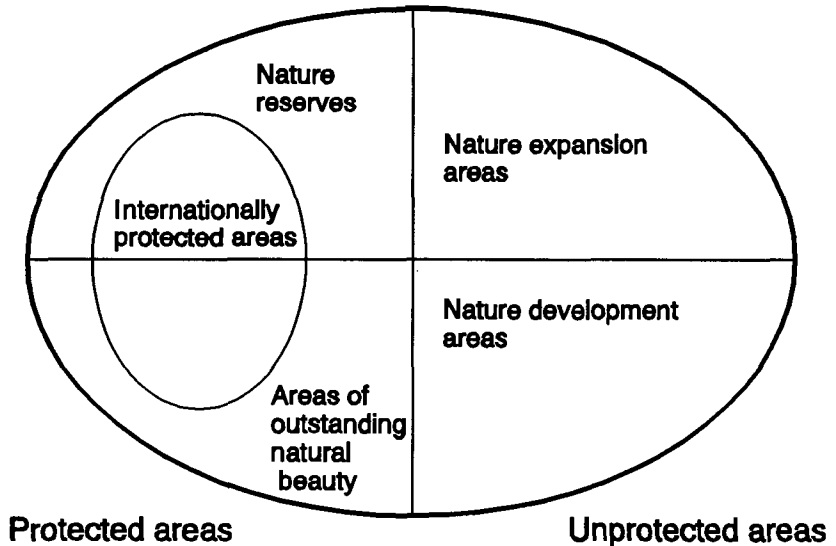 Nature
reserves
Nature expansion
areas
Internationally
protected areas
Nature development
areas
Areas of
outstanding
natural
beauty
Protected areas
Unprotected areas